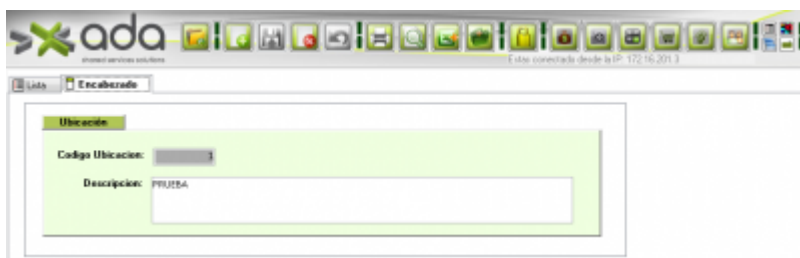 ada
shared services solutions
Estas conectado desde la IP: 172.16.201.3
Lista
Encabezado
Ubicación
Codigo Ubicacion: 1
Descripcion: PRUEBA